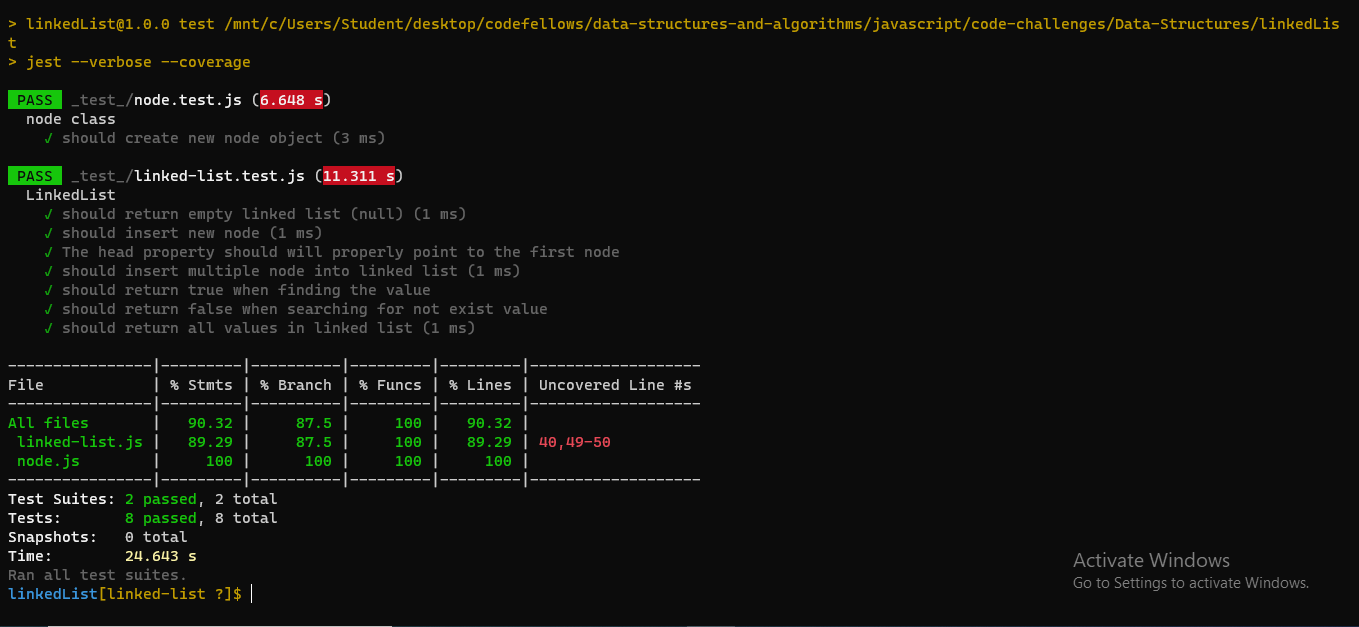 > linkedList@1.0.0 test /mnt/c/Users/Student/desktop/codefellows/data-structures-and-algorithms/javascript/code-challenges/Data-Structures/linkedLis
t
> jest --verbose --coverage
PASS _test_/node.test.js (6.648 s)
node class
√ should create new node object (3 ms)
PASS _test_/linked-list.test.js (11.311 s)
LinkedList
√ should return empty linked list (null) (1 ms)
√ should insert new node (1 ms)
√ The head property should will properly point to the first node
√ should insert multiple node into linked list (1 ms)
√ should return true when finding the value
√ should return false when searching for not exist value
√ should return all values in linked list (1 ms)
----------------|---------|----------|---------|---------|-------------------
File            | % Stmts | % Branch | % Funcs | % Lines | Uncovered Line #s
----------------|---------|----------|---------|---------|-------------------
All files       |   90.32 |     87.5 |     100 |   90.32 |
 linked-list.js |   89.29 |     87.5 |     100 |   89.29 | 40,49-50
 node.js        |     100 |      100 |     100 |     100 |
----------------|---------|----------|---------|---------|-------------------
Test Suites: 2 passed, 2 total
Tests:       8 passed, 8 total
Snapshots:   0 total
Time:        24.643 s
Ran all test suites.
linkedList[linked-list ?]$
Activate Windows
Go to Settings to activate Windows.